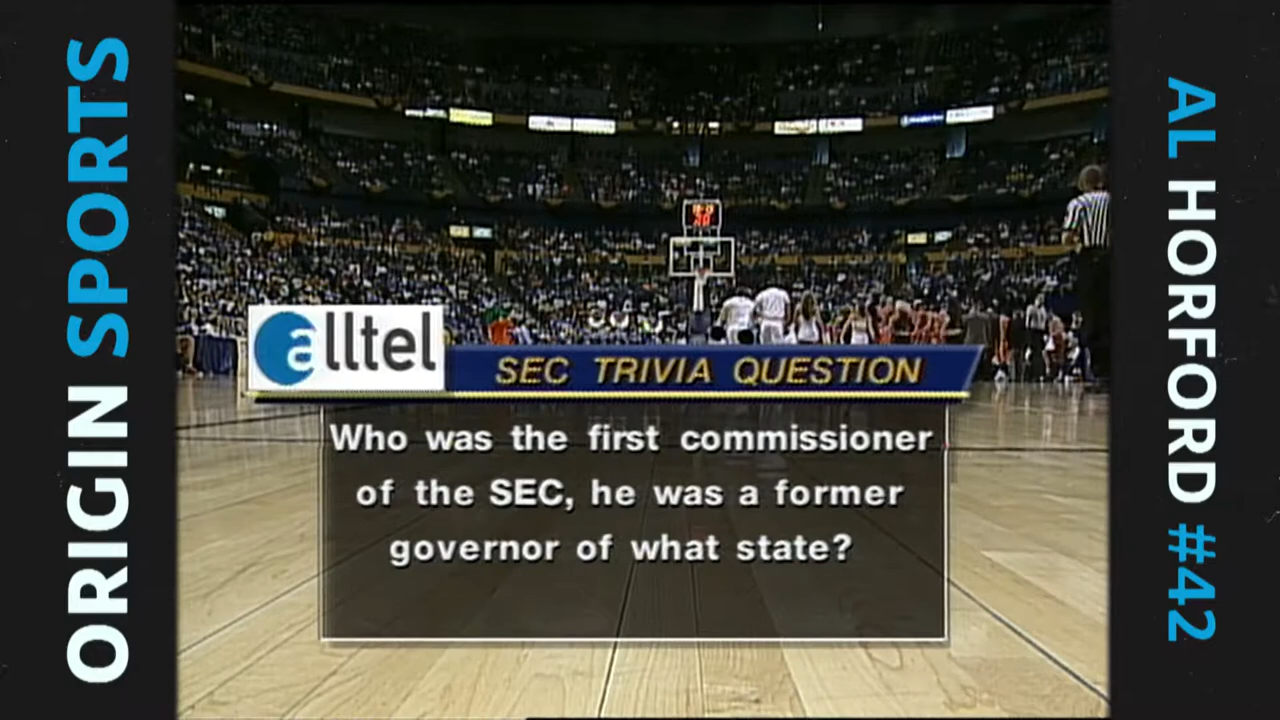 ORIGIN SPORTS
alltel
SEC TRIVIA QUESTION
Who was the first commissioner
of the SEC, he was a former
governor of what state?
AL HORFORD #42